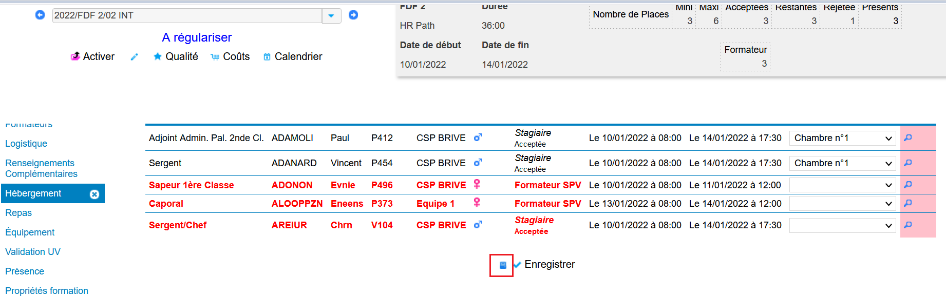 2022/FDF 2/02 INT
A régulariser
Activer Qualité Coûts Calendrier
FDF 2 Durée
HR Path 36:00
Date de début Date de fin
10/01/2022 14/01/2022
Mini Maxi Acceptées Restantes Rejetée Présents
Nombre de Places 3 6 3 3 1 3
Formateur
3
Formateurs
Logistique
Renseignements
Complémentaires
Hébergement
Repas
Équipement
Validation UV
Présence
Propriétés formation
Adjoint Admin. Pal. 2nde Cl. ADAMOLI Paul P412 CSP BRIVE Stagiaire Acceptée Le 10/01/2022 à 08:00 Le 14/01/2022 à 17:30 Chambre n°1
Sergent ADANARD Vincent P454 CSP BRIVE Stagiaire Acceptée Le 10/01/2022 à 08:00 Le 14/01/2022 à 17:30 Chambre n°1
Sapeur 1ère Classe ADONON Evnie P496 CSP BRIVE Formateur SPV Le 10/01/2022 à 08:00 Le 11/01/2022 à 12:00
Caporal ALOOPPZN Eneens P373 Equipe 1 Formateur SPV Le 13/01/2022 à 08:00 Le 14/01/2022 à 12:00
Sergent/Chef AREIUR Chrn V104 CSP BRIVE Stagiaire Acceptée Le 10/01/2022 à 08:00 Le 14/01/2022 à 17:30
Enregistrer